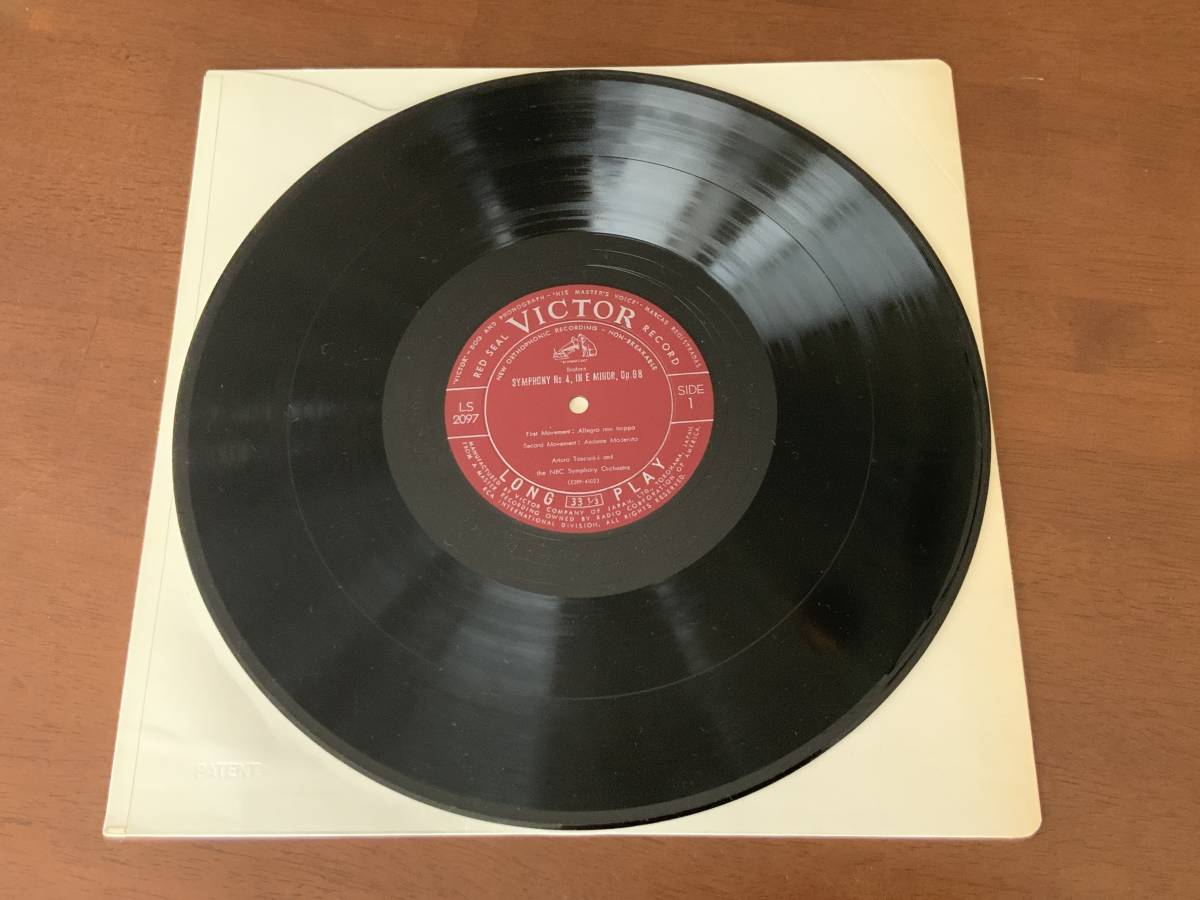 "VICTOR" - DOG AND PHONOGRAPH - "HIS MASTER'S VOICE" - MARCAS REGISTRADAS
RED SEAL VICTOR RECORD
NEW ORTHOPHONIC RECORDING - NON-BREAKABLE
Brahms
SYMPHONY No. 4, IN E MINOR, Op. 98
LS
2097
SIDE
1
First Movement: Allegro non troppo
Second Movement: Andante Moderato
Arturo Toscanini and
the NBC Symphony Orchestra
LONG 33 1/3 PLAY
MANUFACTURED VICTOR COMPANY OF JAPAN, LTD., YOKOHAMA, JAPAN
FROM A MASTER RECORDING OWNED BY RADIO CORPORATION OF AMERICA,
RCA INTERNATIONAL DIVISION, ALL RIGHTS RESERVED.
PATENT